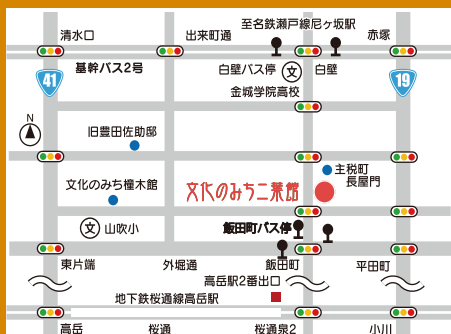 至名鉄瀬戸線尼ヶ坂駅
清水口
出来町通
赤塚
基幹バス2号
白壁バス停
文
白壁
41
19
金城学院高校
N
旧豊田佐助邸
主税町
長屋門
文化のみち橦木館
文化のみち二葉館
文
山吹小
飯田町バス停
東片端
外堀通
飯田町
平田町
高岳駅2番出口
地下鉄桜通線高岳駅
高岳
桜通
桜通泉2
小川